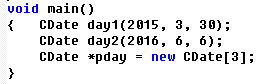 void main()
{   CDate day1(2015, 3, 30);
    CDate day2(2016, 6, 6);
    CDate *pday = new CDate[3];
}